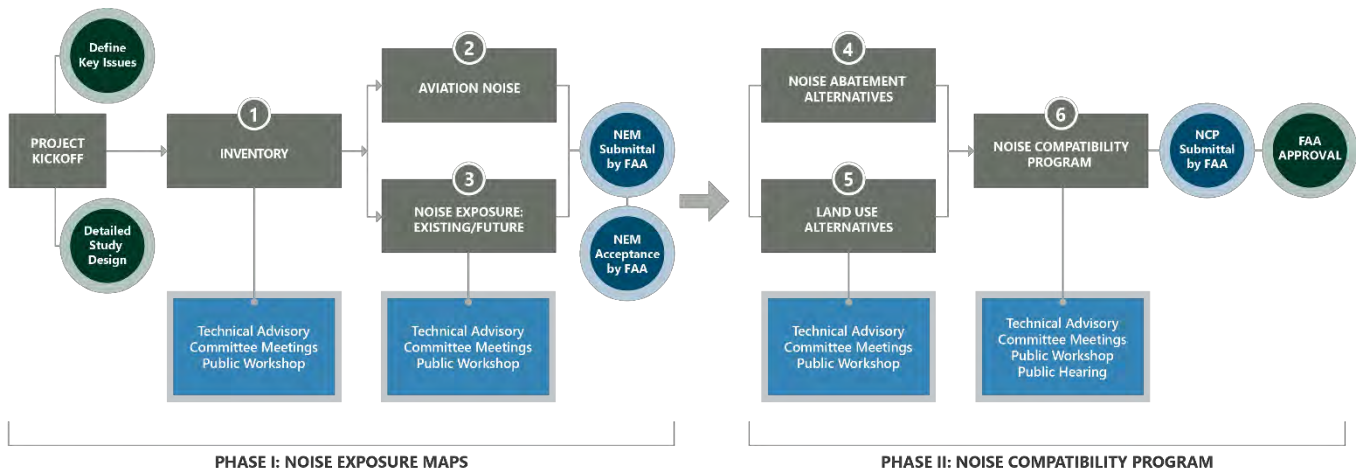 Define
Key Issues
PROJECT
KICKOFF
Detailed
Study
Design
1
INVENTORY
Technical Advisory
Committee Meetings
Public Workshop
2
AVIATION NOISE
3
NOISE EXPOSURE:
EXISTING/FUTURE
Technical Advisory
Committee Meetings
Public Workshop
NEM
Submittal
by FAA
NEM
Acceptance
by FAA
4
NOISE ABATEMENT
ALTERNATIVES
5
LAND USE
ALTERNATIVES
Technical Advisory
Committee Meetings
Public Workshop
6
NOISE COMPATIBILITY
PROGRAM
Technical Advisory
Committee Meetings
Public Workshop
Public Hearing
NCP
Submittal
by FAA
FAA
APPROVAL
PHASE I: NOISE EXPOSURE MAPS
PHASE II: NOISE COMPATIBILITY PROGRAM